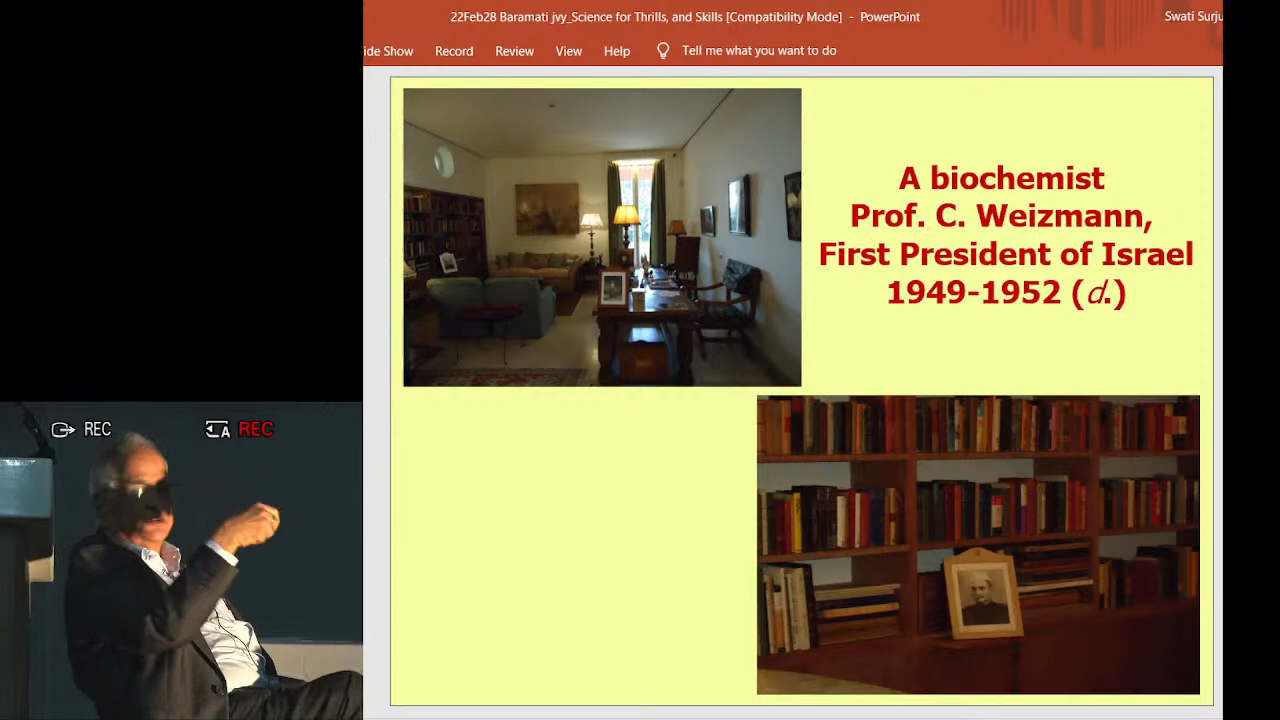 22Feb28 Baramati jvy_Science for Thrills, and Skills [Compatibility Mode] - PowerPoint
Swati Surju
ide Show Record Review View Help Tell me what you want to do
A biochemist
Prof. C. Weizmann,
First President of Israel
1949-1952 (d.)
REC
A REC